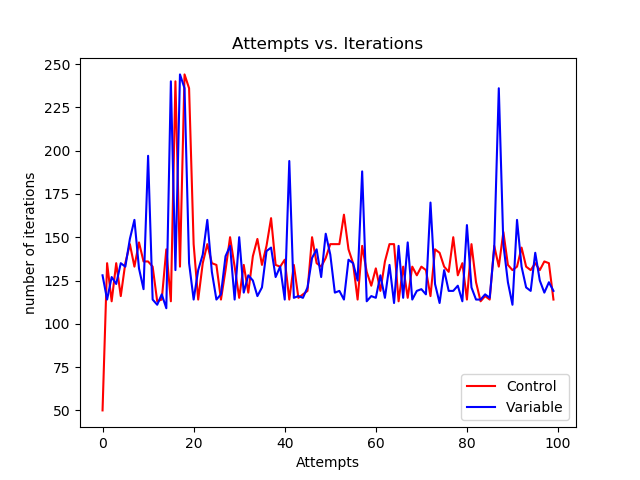 Attempts vs. Iterations
number of iterations
250
225
200
175
150
125
100
75
50
0 20 40 60 80 100
Attempts
Control
Variable